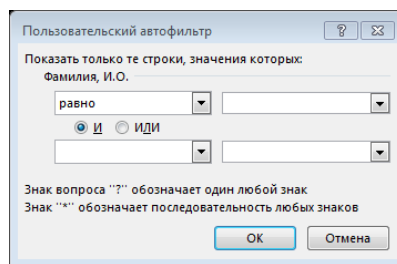 Пользовательский автофильтр
Показать только те строки, значения которых:
Фамилия, И.О.
равно
И ИЛИ
Знак вопроса "?" обозначает один любой знак
Знак "*" обозначает последовательность любых знаков
ОК Отмена